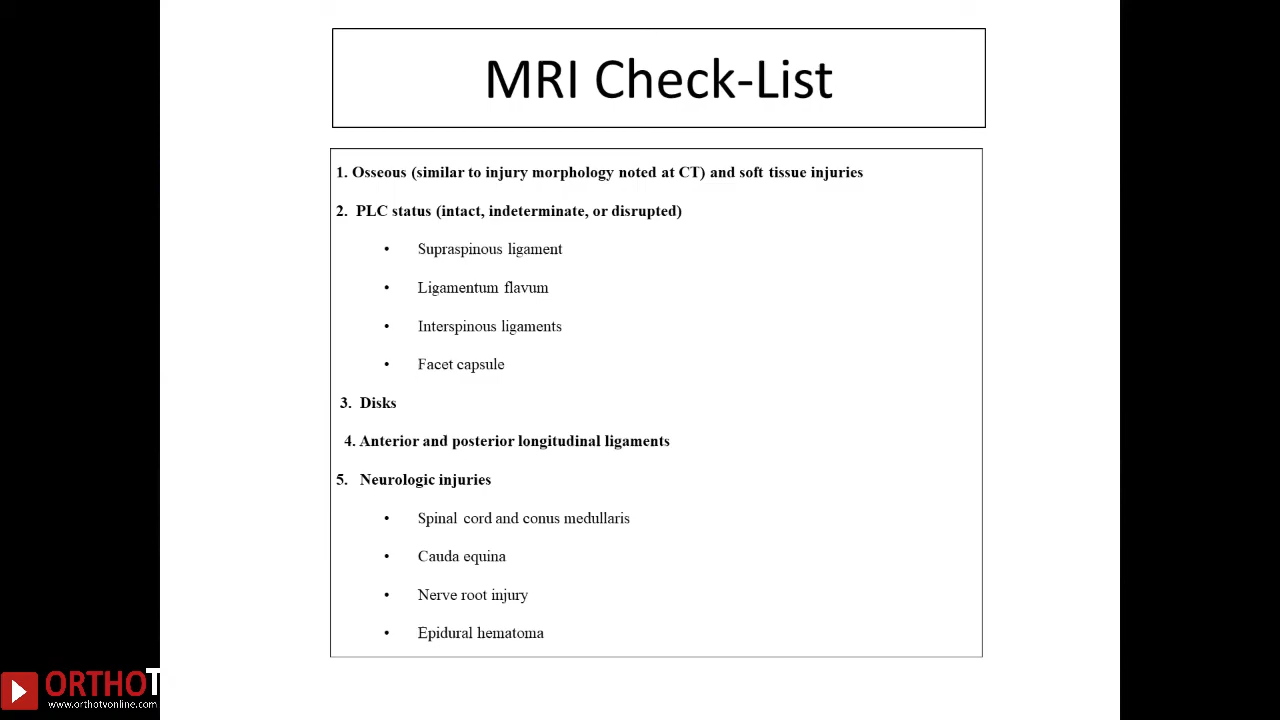 MRI Check-List
1. Osseous (similar to injury morphology noted at CT) and soft tissue injuries
2. PLC status (intact, indeterminate, or disrupted)
• Supraspinous ligament
• Ligamentum flavum
• Interspinous ligaments
• Facet capsule
3. Disks
4. Anterior and posterior longitudinal ligaments
5. Neurologic injuries
• Spinal cord and conus medullaris
• Cauda equina
• Nerve root injury
• Epidural hematoma
ORTHOT
www.orthotvonline.com